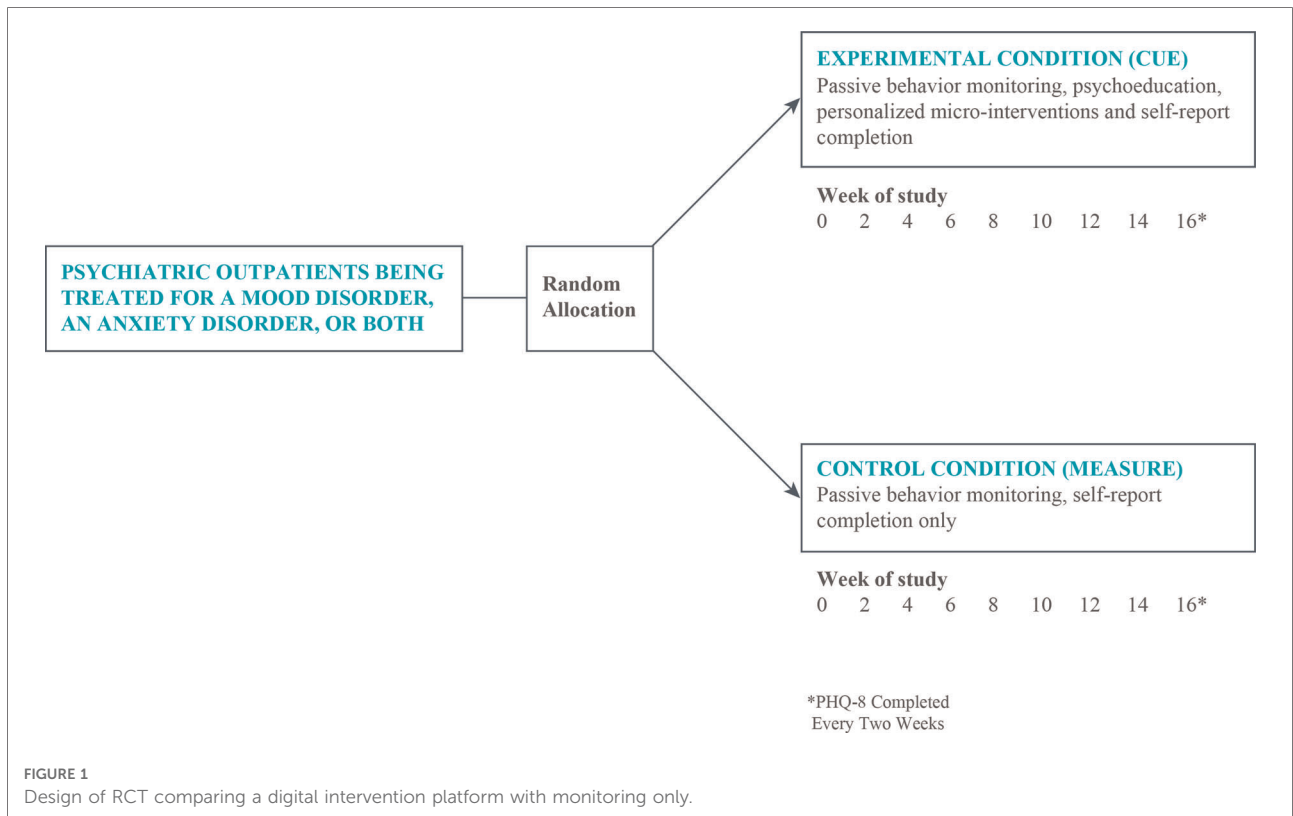 EXPERIMENTAL CONDITION (CUE)
Passive behavior monitoring, psychoeducation,
personalized micro-interventions and self-report
completion
Week of study
0 2 4 6 8 10 12 14 16*
PSYCHIATRIC OUTPATIENTS BEING
TREATED FOR A MOOD DISORDER,
AN ANXIETY DISORDER, OR BOTH
Random
Allocation
CONTROL CONDITION (MEASURE)
Passive behavior monitoring, self-report
completion only
Week of study
0 2 4 6 8 10 12 14 16*
*PHQ-8 Completed
Every Two Weeks
FIGURE 1
Design of RCT comparing a digital intervention platform with monitoring only.